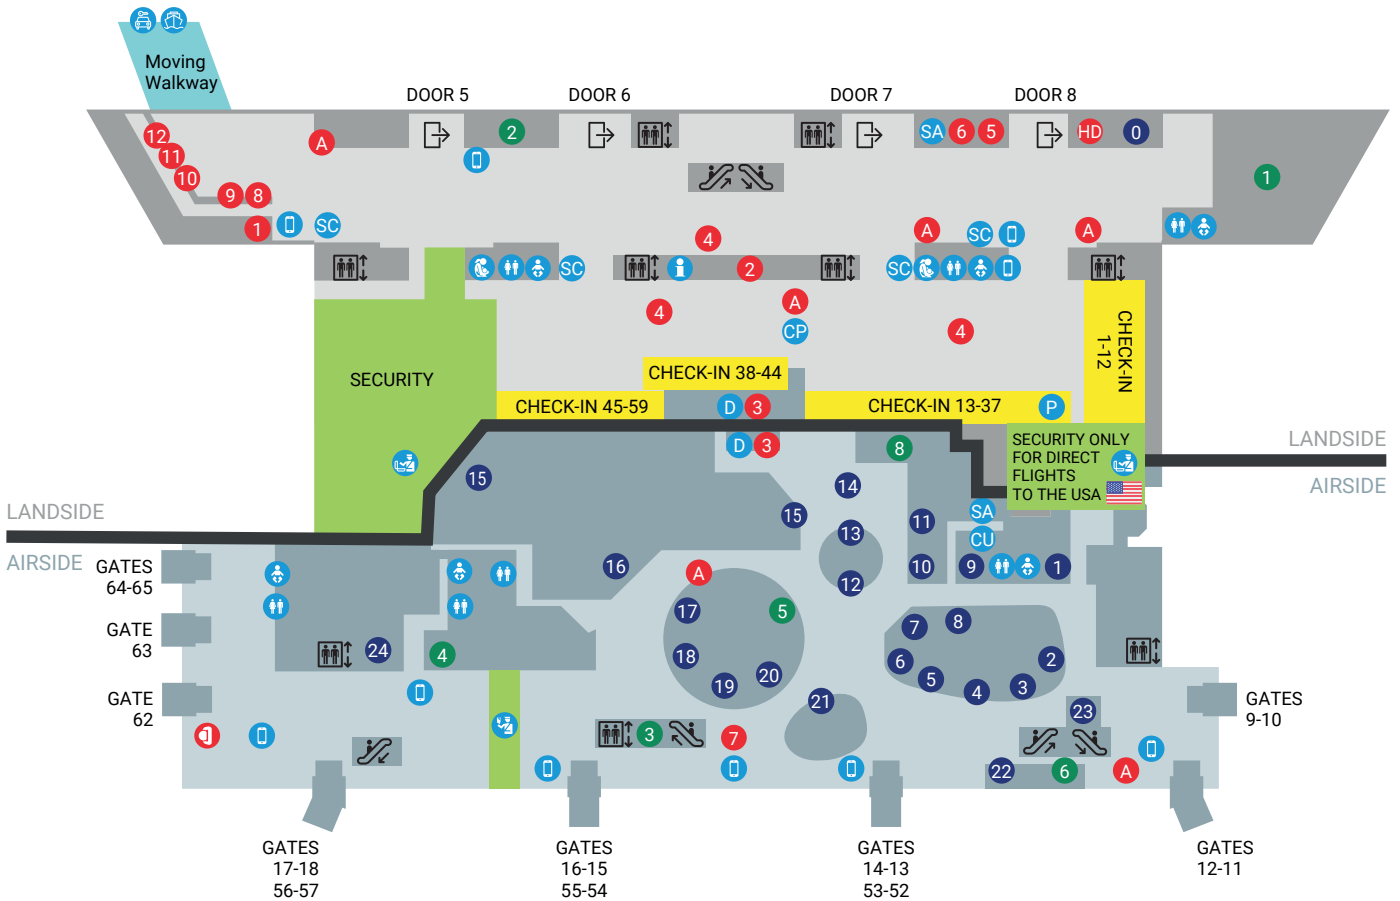 Moving
Walkway
DOOR 5
DOOR 6
DOOR 7
DOOR 8
12
11
10
9
8
1
A
2
SA
6
5
HD
0
1
SC
4
A
SC
A
SC
2
SC
4
A
CP
4
CHECK-IN
1-12
SECURITY
CHECK-IN 38-44
CHECK-IN 45-59
D
3
CHECK-IN 13-37
P
D
3
8
SECURITY ONLY
FOR DIRECT
FLIGHTS
TO THE USA
LANDSIDE
AIRSIDE
LANDSIDE
AIRSIDE
15
14
15
13
11
SA
CU
16
A
12
10
9
1
17
5
7
8
18
6
2
19
20
5
4
3
24
4
21
23
3
7
22
6
A
GATES
64-65
GATE
63
GATE
62
GATES
9-10
GATES
17-18
56-57
GATES
16-15
55-54
GATES
14-13
53-52
GATES
12-11